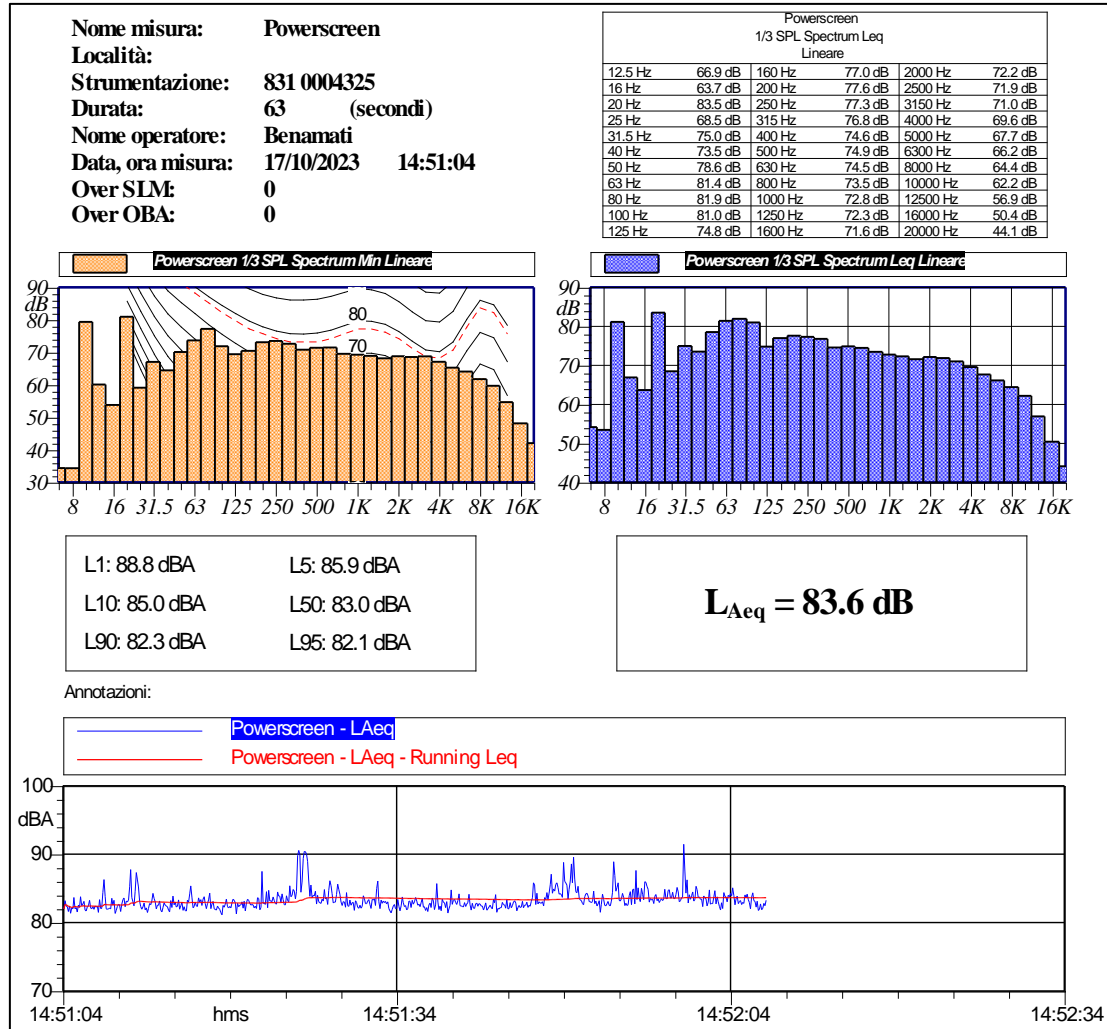 Nome misura: Powerscreen
Località:
Strumentazione: 831 0004325
Durata: 63 (secondi)
Nome operatore: Benamati
Data, ora misura: 17/10/2023 14:51:04
Over SLM: 0
Over OBA: 0
Powerscreen
1/3 SPL Spectrum Leq
Lineare
12.5 Hz 66.9 dB 160 Hz 77.0 dB 2000 Hz 72.2 dB
16 Hz 63.7 dB 200 Hz 77.6 dB 2500 Hz 71.9 dB
20 Hz 83.5 dB 250 Hz 77.3 dB 3150 Hz 71.0 dB
25 Hz 68.5 dB 315 Hz 76.8 dB 4000 Hz 69.6 dB
31.5 Hz 75.0 dB 400 Hz 74.6 dB 5000 Hz 67.7 dB
40 Hz 73.5 dB 500 Hz 74.9 dB 6300 Hz 66.2 dB
50 Hz 78.6 dB 630 Hz 74.5 dB 8000 Hz 64.4 dB
63 Hz 81.4 dB 800 Hz 73.5 dB 10000 Hz 62.2 dB
80 Hz 81.9 dB 1000 Hz 72.8 dB 12500 Hz 56.9 dB
100 Hz 81.0 dB 1250 Hz 72.3 dB 16000 Hz 50.4 dB
125 Hz 74.8 dB 1600 Hz 71.6 dB 20000 Hz 44.1 dB
Powerscreen 1/3 SPL Spectrum Min Lineare
90
dB
80
70
60
50
40
30
80
70
8 16 31.5 63 125 250 500 1K 2K 4K 8K 16K
Powerscreen 1/3 SPL Spectrum Leq Lineare
90
dB
80
70
60
50
40
8 16 31.5 63 125 250 500 1K 2K 4K 8K 16K
L1: 88.8 dBA L5: 85.9 dBA
L10: 85.0 dBA L50: 83.0 dBA
L90: 82.3 dBA L95: 82.1 dBA
LAeq = 83.6 dB
Annotazioni:
Powerscreen - LAeq
Powerscreen - LAeq - Running Leq
100
dBA
90
80
70
14:51:04 hms 14:51:34 14:52:04 14:52:34